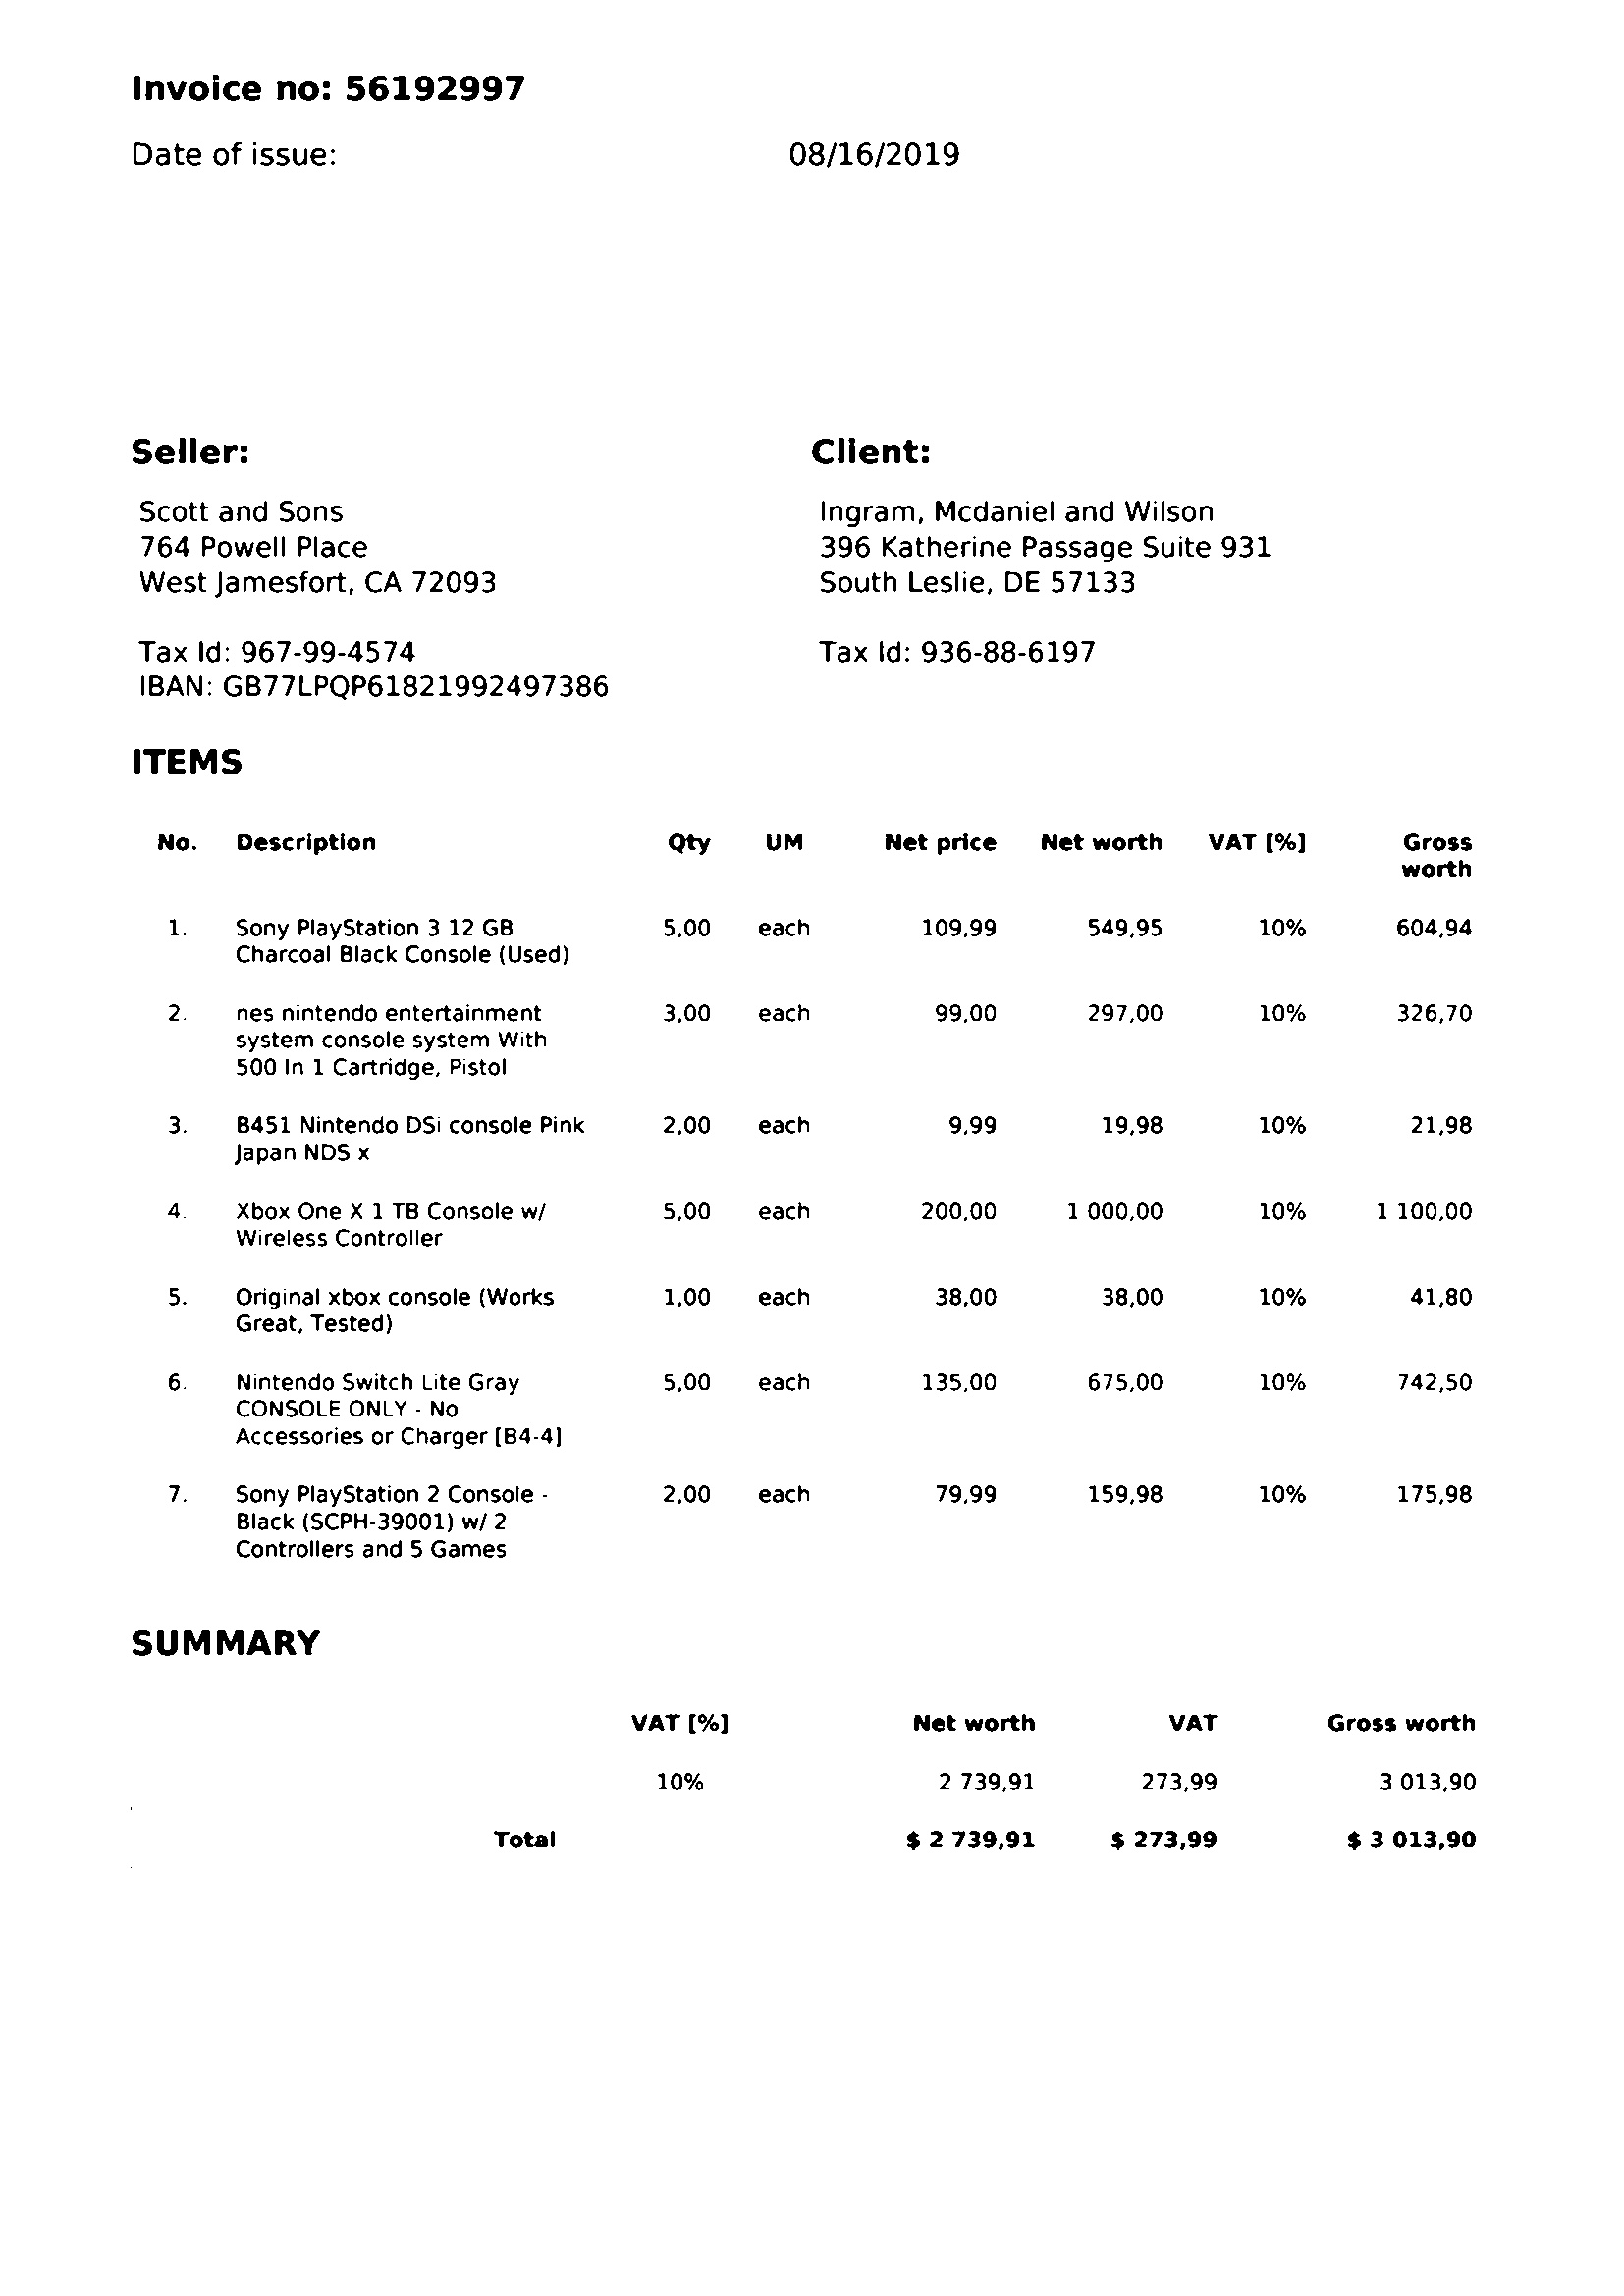 Invoice no: 56192997
Date of issue: 08/16/2019
Seller:
Scott and Sons
764 Powell Place
West Jamesfort, CA 72093
Tax Id: 967-99-4574
IBAN: GB77LPQP61821992497386
Client:
Ingram, Mcdaniel and Wilson
396 Katherine Passage Suite 931
South Leslie, DE 57133
Tax Id: 936-88-6197
ITEMS
No. Description Qty UM Net price Net worth VAT [%] Gross
worth
1. Sony PlayStation 3 12 GB 5,00 each 109,99 549,95 10% 604,94
Charcoal Black Console (Used)
2. nes nintendo entertainment 3,00 each 99,00 297,00 10% 326,70
system console system With
500 In 1 Cartridge, Pistol
3. B451 Nintendo DSi console Pink 2,00 each 9,99 19,98 10% 21,98
Japan NDS x
4. Xbox One X 1 TB Console w/ 5,00 each 200,00 1 000,00 10% 1 100,00
Wireless Controller
5. Original xbox console (Works 1,00 each 38,00 38,00 10% 41,80
Great, Tested)
6. Nintendo Switch Lite Gray 5,00 each 135,00 675,00 10% 742,50
CONSOLE ONLY - No
Accessories or Charger [B4-4]
7. Sony PlayStation 2 Console - 2,00 each 79,99 159,98 10% 175,98
Black (SCPH-39001) w/ 2
Controllers and 5 Games
SUMMARY
VAT [%] Net worth VAT Gross worth
10% 2 739,91 273,99 3 013,90
Total $ 2 739,91 $ 273,99 $ 3 013,90